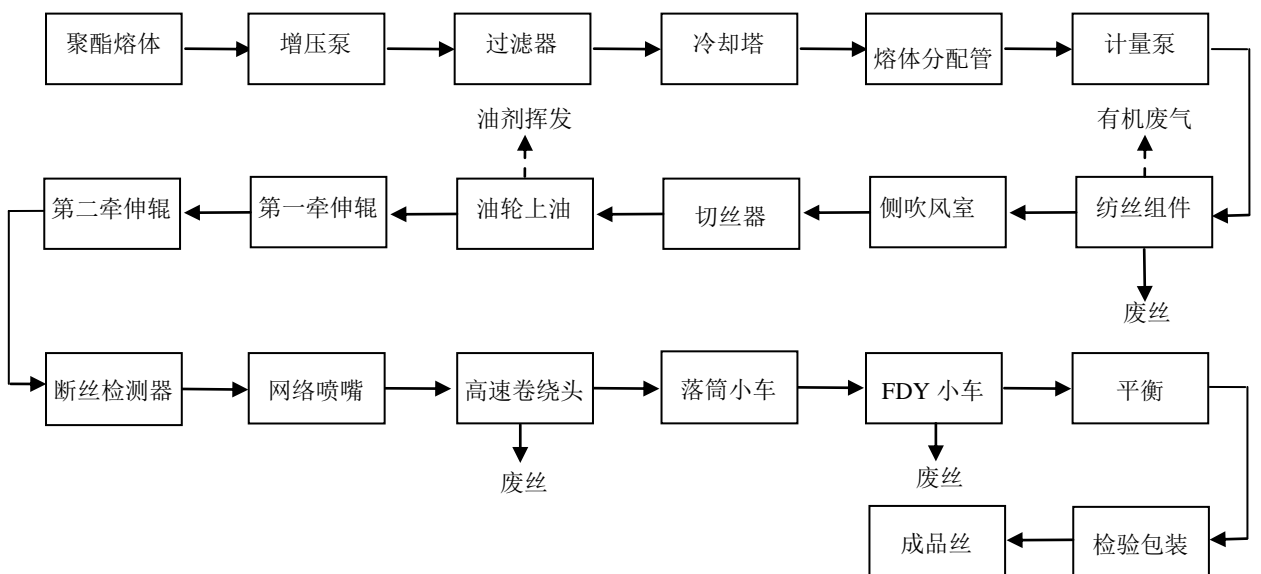 聚酯熔体
增压泵
过滤器
冷却塔
熔体分配管
计量泵
油剂挥发
有机废气
第二牵伸辊
第一牵伸辊
油轮上油
切丝器
侧吹风室
纺丝组件
废丝
断丝检测器
网络喷嘴
高速卷绕头
落筒小车
FDY 小车
平衡
废丝
废丝
成品丝
检验包装